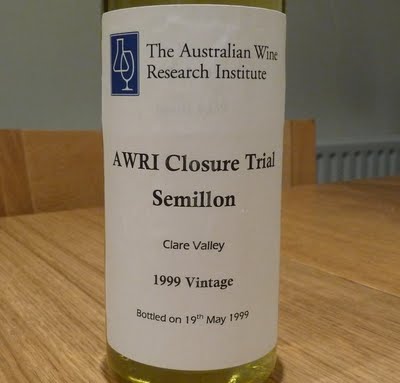 The Australian Wine
Research Institute
AWRI Closure Trial
Semillon
Clare Valley
1999 Vintage
Bottled on 19th May 1999